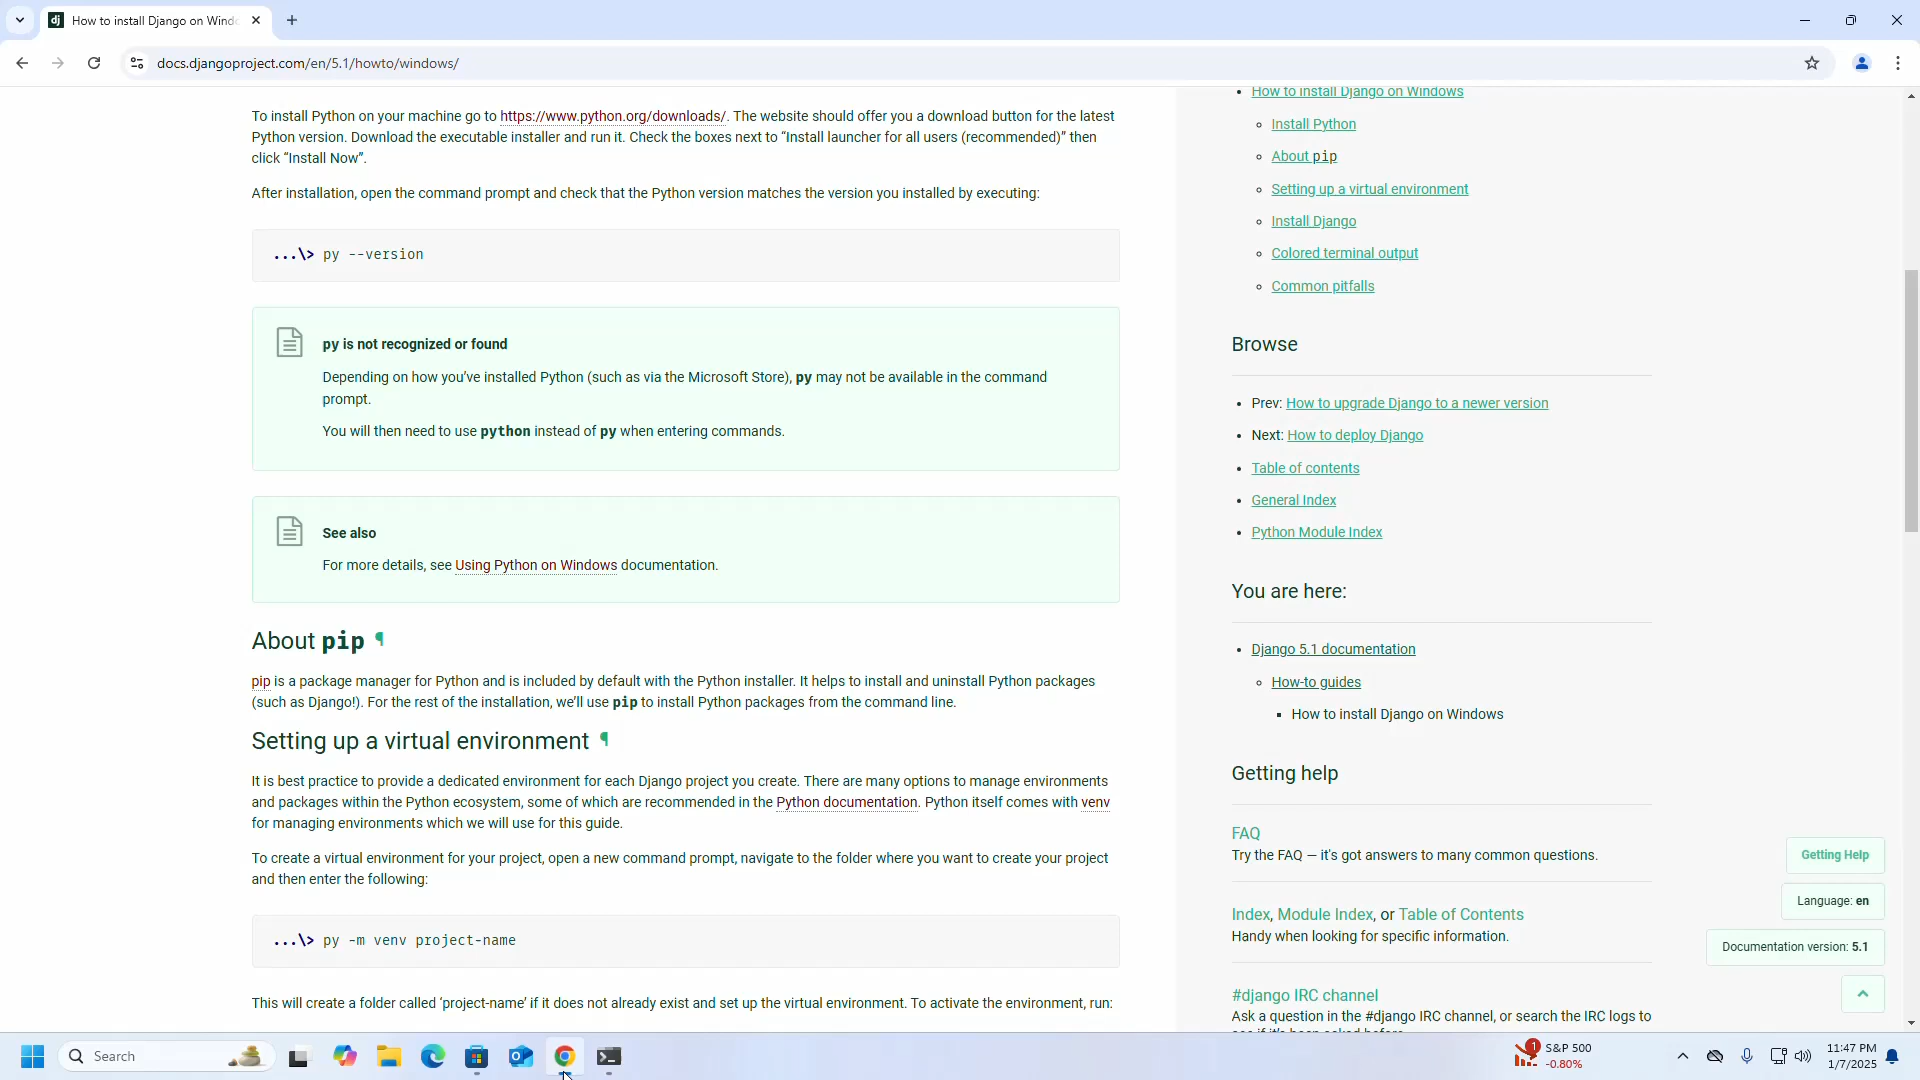 How to install Django on Windo
docs.djangoproject.com/en/5.1/howto/windows/
To install Python on your machine go to https://www.python.org/downloads/. The website should offer you a download button for the latest
Python version. Download the executable installer and run it. Check the boxes next to “Install launcher for all users (recommended)” then
click “Install Now”.
After installation, open the command prompt and check that the Python version matches the version you installed by executing:
...\> py --version
py is not recognized or found
Depending on how you’ve installed Python (such as via the Microsoft Store), py may not be available in the command
prompt.
You will then need to use python instead of py when entering commands.
See also
For more details, see Using Python on Windows documentation.
About pip ¶
pip is a package manager for Python and is included by default with the Python installer. It helps to install and uninstall Python packages
(such as Django!). For the rest of the installation, we’ll use pip to install Python packages from the command line.
Setting up a virtual environment ¶
It is best practice to provide a dedicated environment for each Django project you create. There are many options to manage environments
and packages within the Python ecosystem, some of which are recommended in the Python documentation. Python itself comes with venv
for managing environments which we will use for this guide.
To create a virtual environment for your project, open a new command prompt, navigate to the folder where you want to create your project
and then enter the following:
...\> py -m venv project-name
This will create a folder called ‘project-name’ if it does not already exist and set up the virtual environment. To activate the environment, run:
How to install Django on Windows
Install Python
About pip
Setting up a virtual environment
Install Django
Colored terminal output
Common pitfalls
Browse
Prev: How to upgrade Django to a newer version
Next: How to deploy Django
Table of contents
General Index
Python Module Index
You are here:
Django 5.1 documentation
How-to guides
How to install Django on Windows
Getting help
FAQ
Try the FAQ — it's got answers to many common questions.
Index, Module Index, or Table of Contents
Handy when looking for specific information.
#django IRC channel
Ask a question in the #django IRC channel, or search the IRC logs to
see if it’s been asked before.
Getting Help
Language: en
Documentation version: 5.1
Search
1
S&P 500
-0.80%
11:47 PM
1/7/2025